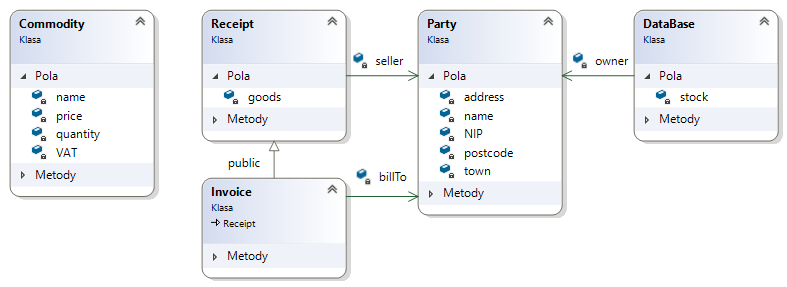 Commodity
Klasa
Pola
name
price
quantity
VAT
Metody
Receipt
Klasa
Pola
goods
Metody
seller
public
Invoice
Klasa
Receipt
Metody
billTo
Party
Klasa
Pola
address
name
NIP
postcode
town
Metody
owner
DataBase
Klasa
Pola
stock
Metody